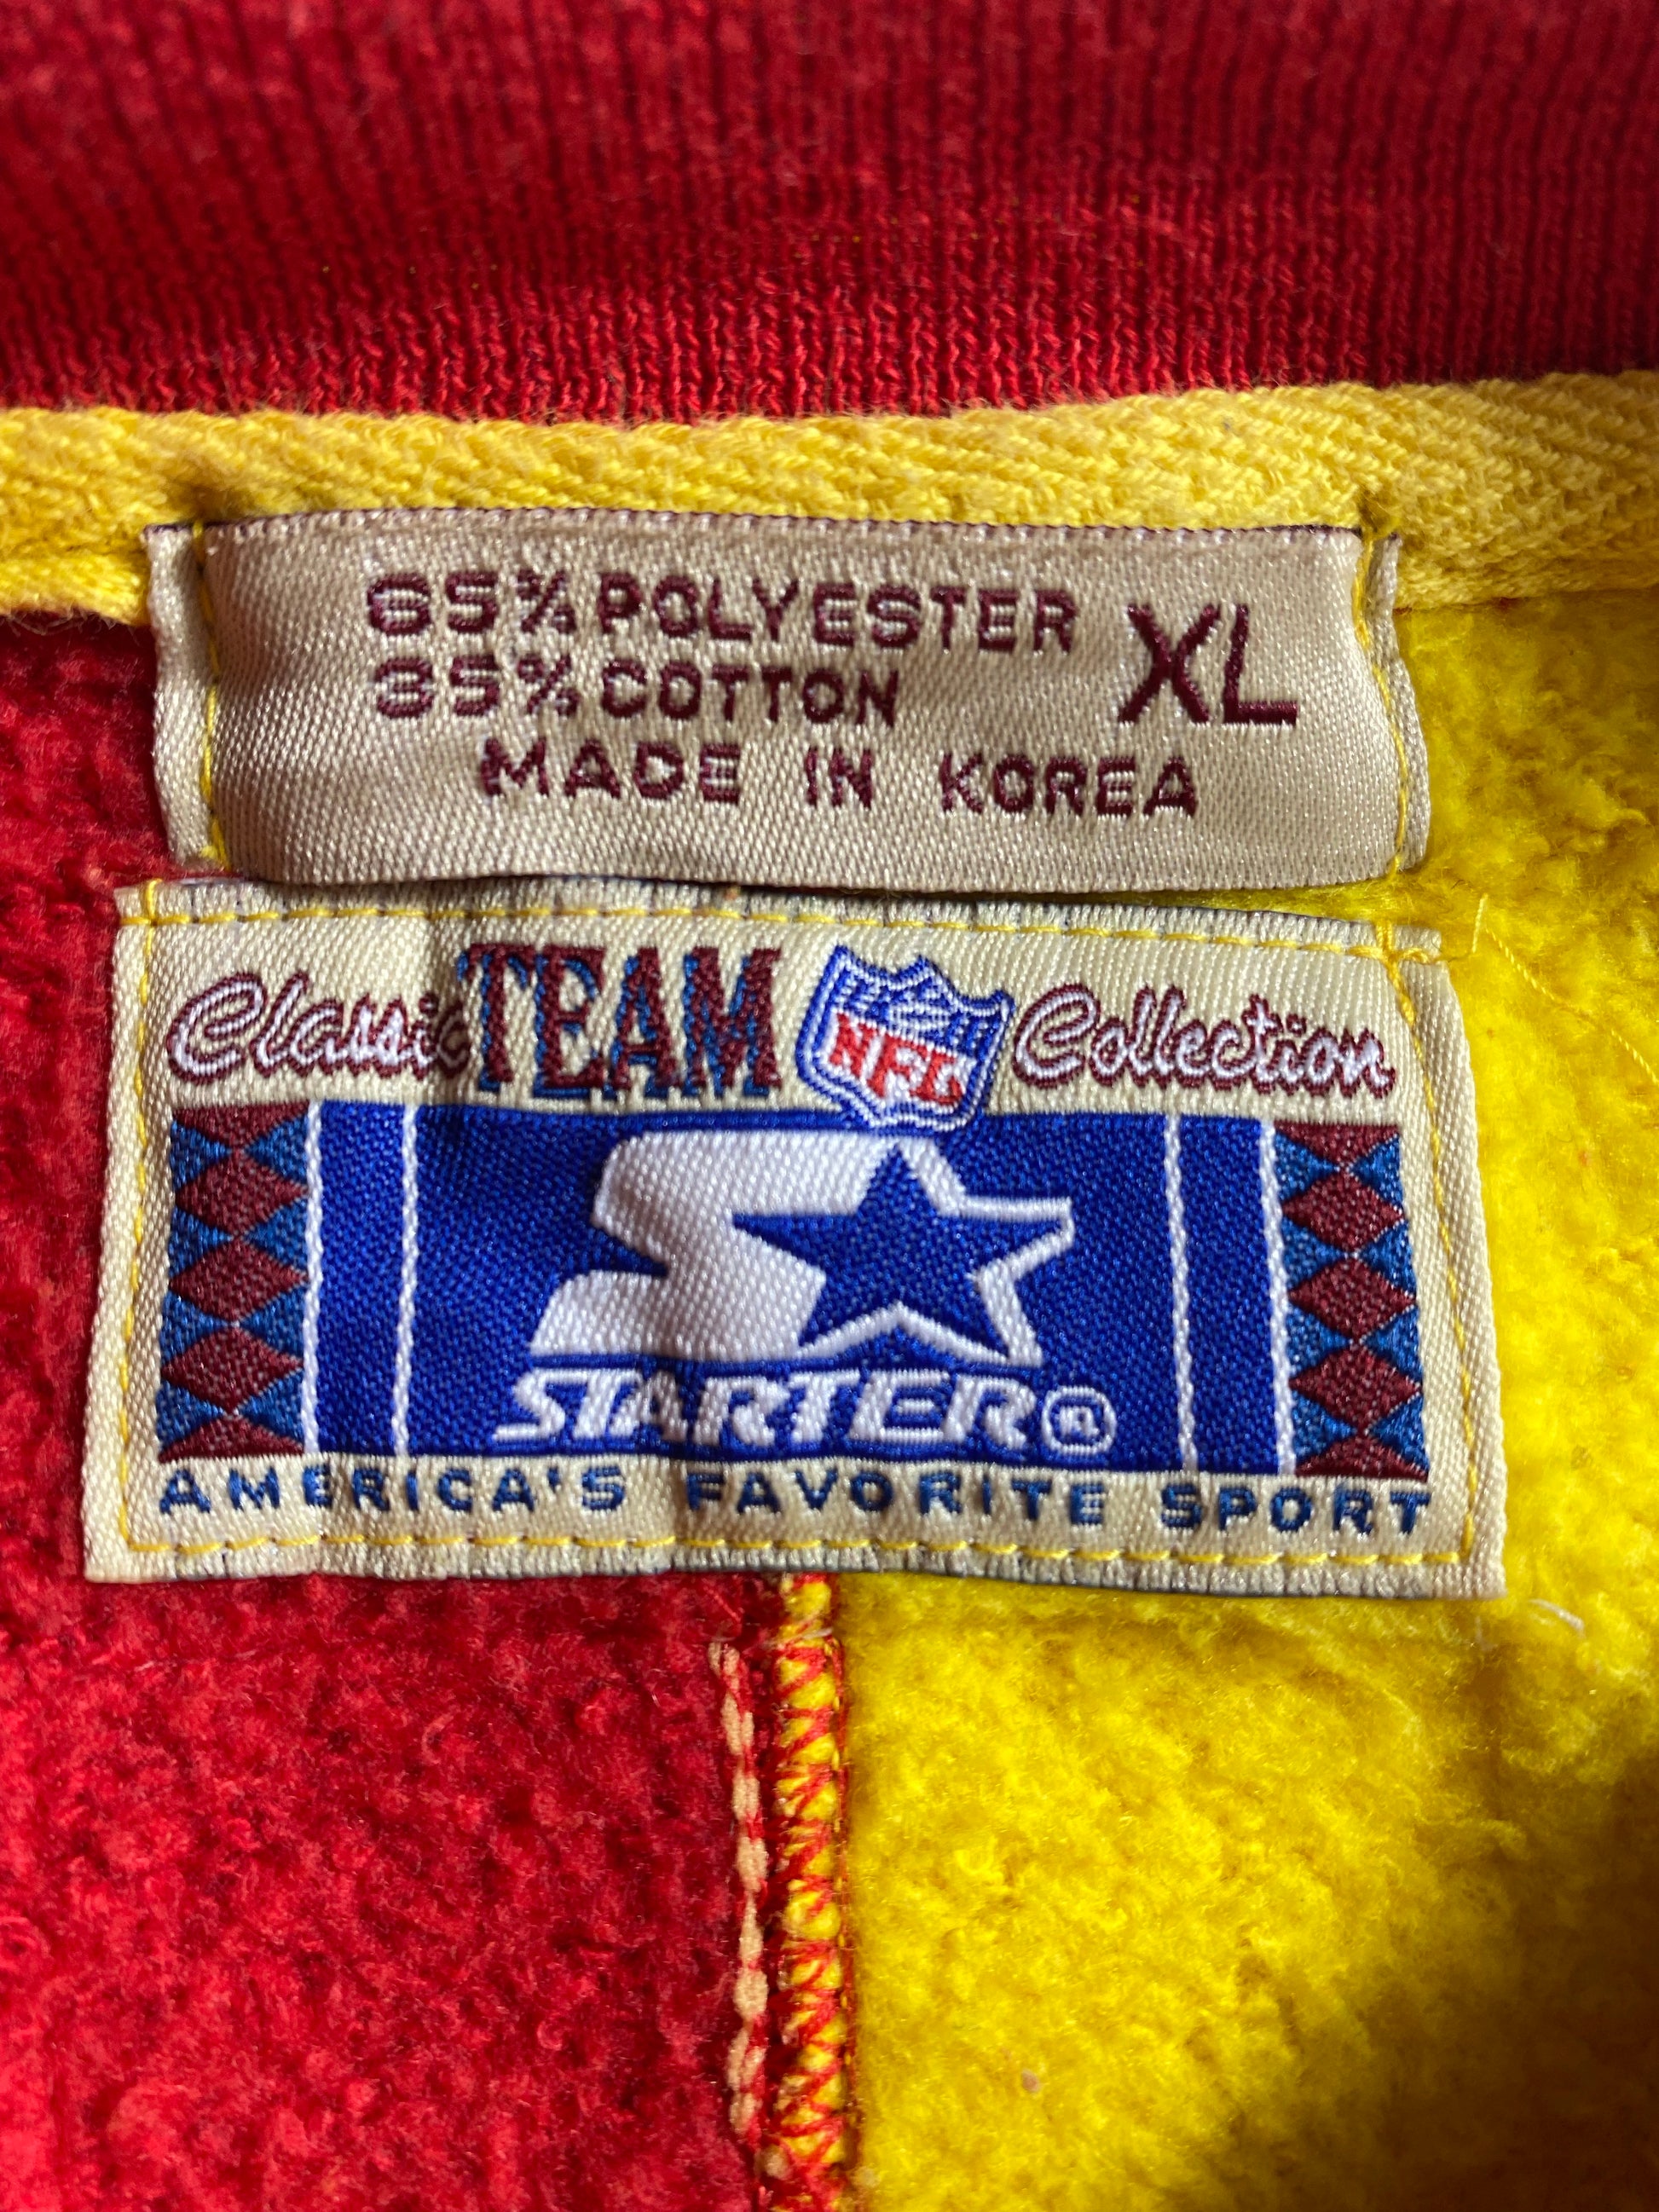 65% POLYESTER XL
35% COTTON
MADE IN KOREA
Classic TEAM NFL Collection
STARTER®
AMERICA'S FAVORITE SPORT